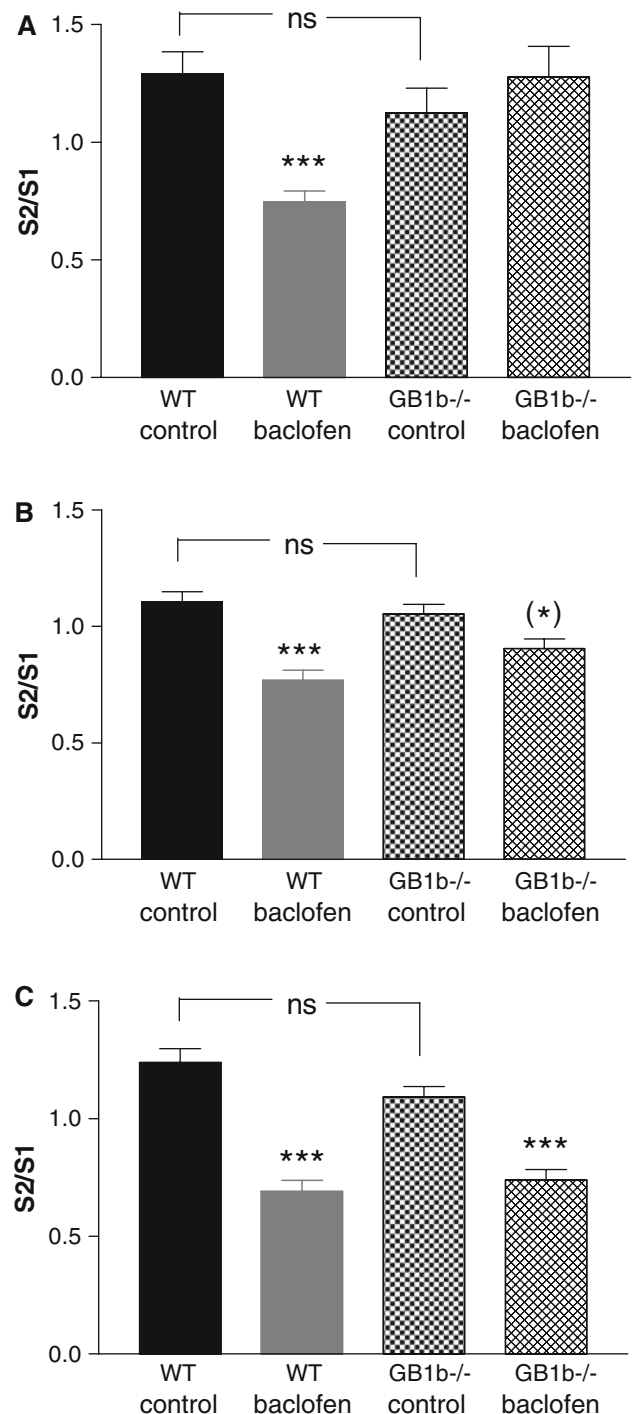 A
S2/S1
1.5
1.0
0.5
0.0
ns
***
WT control
WT baclofen
GB1b-/- control
GB1b-/- baclofen
B
S2/S1
1.5
1.0
0.5
0.0
ns
***
(*)
WT control
WT baclofen
GB1b-/- control
GB1b-/- baclofen
C
S2/S1
1.5
1.0
0.5
0.0
ns
***
***
WT control
WT baclofen
GB1b-/- control
GB1b-/- baclofen